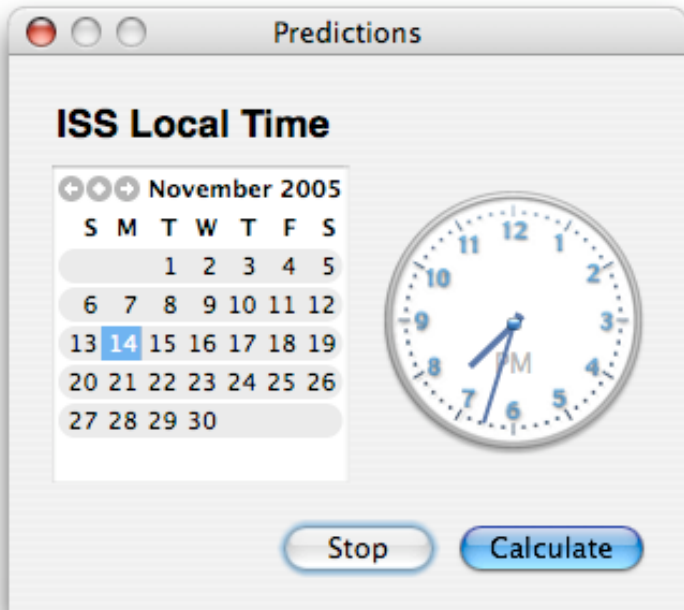 Predictions
ISS Local Time
November 2005
S M T W T F S
1 2 3 4 5
6 7 8 9 10 11 12
13 14 15 16 17 18 19
20 21 22 23 24 25 26
27 28 29 30
12
11 1
10 2
9 3
PM
8 4
7 5
6
Stop Calculate